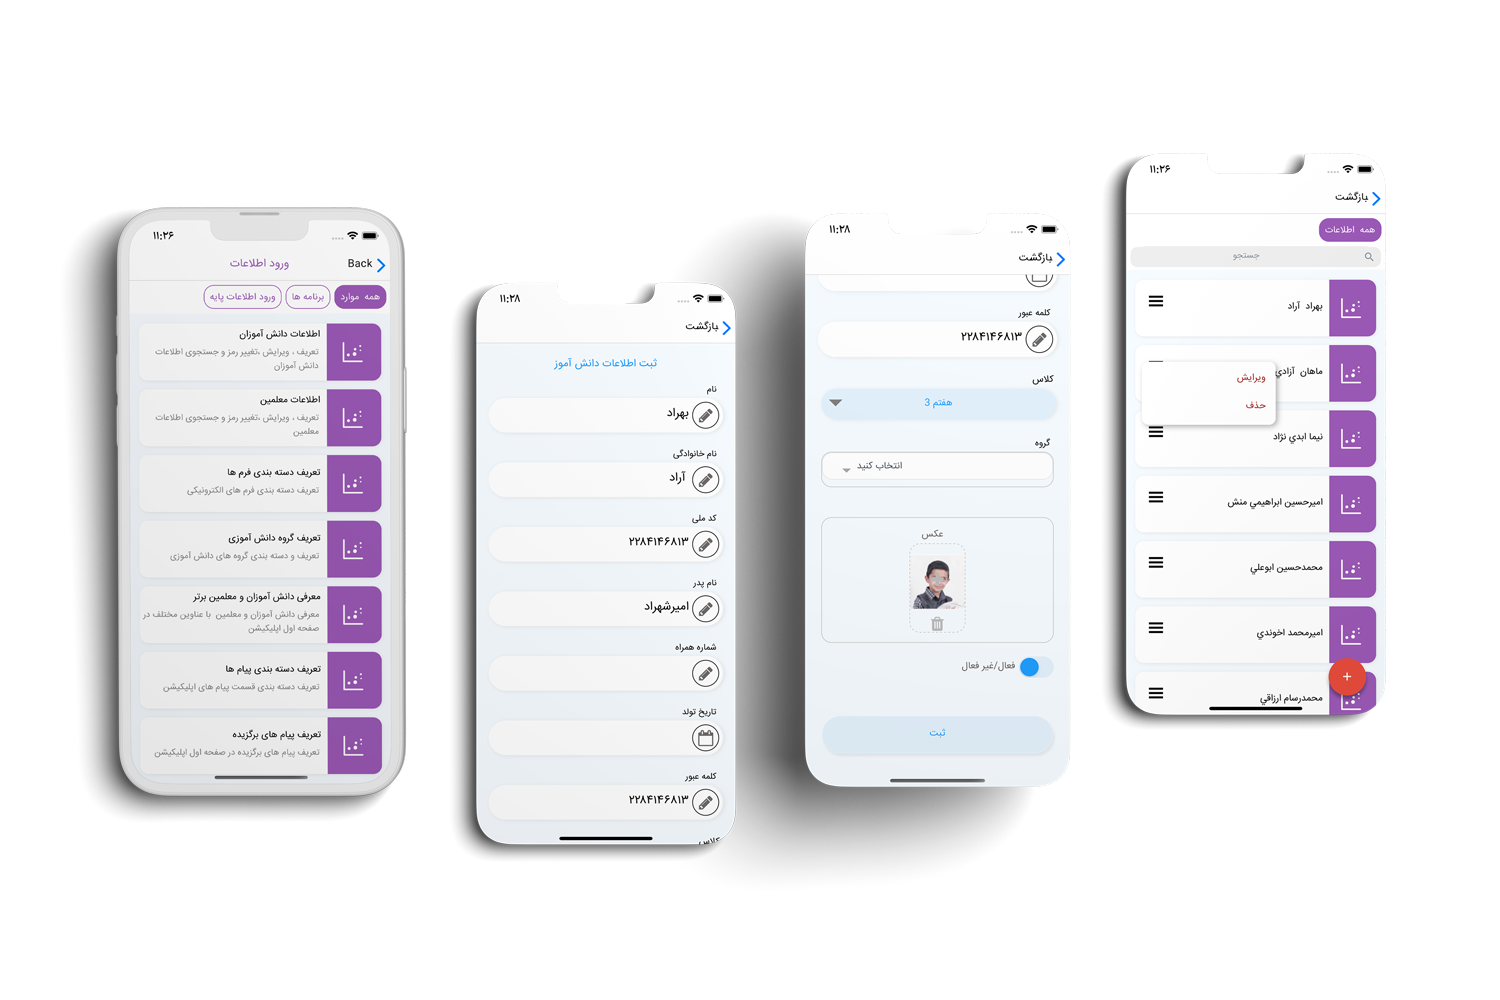 ۱۱:۲۶
Back
ورود اطلاعات
همه موارد
برنامه ها
ورود اطلاعات پایه
اطلاعات دانش آموزان
تعریف ، ویرایش ،تغییر رمز و جستجوی اطلاعات
دانش آموزان
اطلاعات معلمین
تعریف ، ویرایش ،تغییر رمز و جستجوی اطلاعات
معلمین
تعریف دسته بندی فرم ها
تعریف دسته بندی فرم های الکترونیکی
تعریف گروه دانش آموزی
تعریف و دسته بندی گروه های دانش آموزی
معرفی دانش آموزان و معلمین برتر
معرفی دانش آموزان و معلمین با عناوین مختلف در
صفحه اول اپلیکیشن
تعریف دسته بندی پیام ها
تعریف دسته بندی قسمت پیام های اپلیکیشن
تعریف پیام های برگزیده
تعریف پیام های برگزیده در صفحه اول اپلیکیشن
۱۱:۲۸
بازگشت
ثبت اطلاعات دانش آموز
نام
بهراد
نام خانوادگی
آراد
کد ملی
۲۲۸۴۱۴۶۸۱۳
نام پدر
امیرشهراد
شماره همراه
تاریخ تولد
کلمه عبور
۲۲۸۴۱۴۶۸۱۳
کلاس
۱۱:۲۸
بازگشت
کلمه عبور
۲۲۸۴۱۴۶۸۱۳
کلاس
هفتم 3
گروه
انتخاب کنید
عکس
فعال/غیر فعال
ثبت
۱۱:۲۶
بازگشت
همه اطلاعات
جستجو
بهراد آراد
ماهان آزادي
ویرایش
حذف
نیما ابدي نژاد
امیرحسین ابراهیمي منش
محمدحسین ابوعلي
امیرمحمد اخوندي
محمدرسام ارزاقي